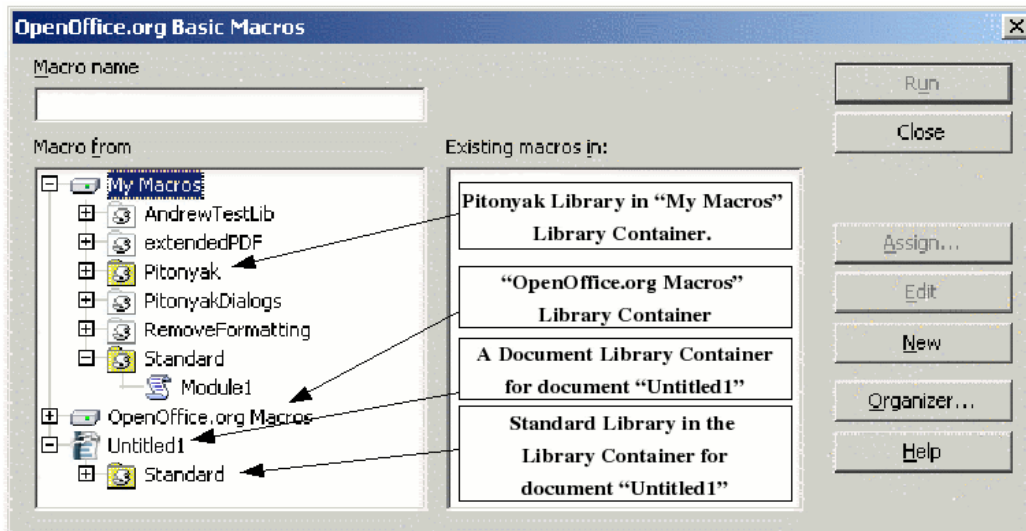 OpenOffice.org Basic Macros
Macro name
Run
Close
Macro from
Existing macros in:
My Macros
AndrewTestLib
extendedPDF
Pitonyak
PitonyakDialogs
RemoveFormatting
Standard
Module1
OpenOffice.org Macros
Untitled1
Standard
Pitonyak Library in “My Macros”
Library Container.
“OpenOffice.org Macros”
Library Container
A Document Library Container
for document “Untitled1”
Standard Library in the
Library Container for
document “Untitled1”
Assign...
Edit
New
Organizer...
Help